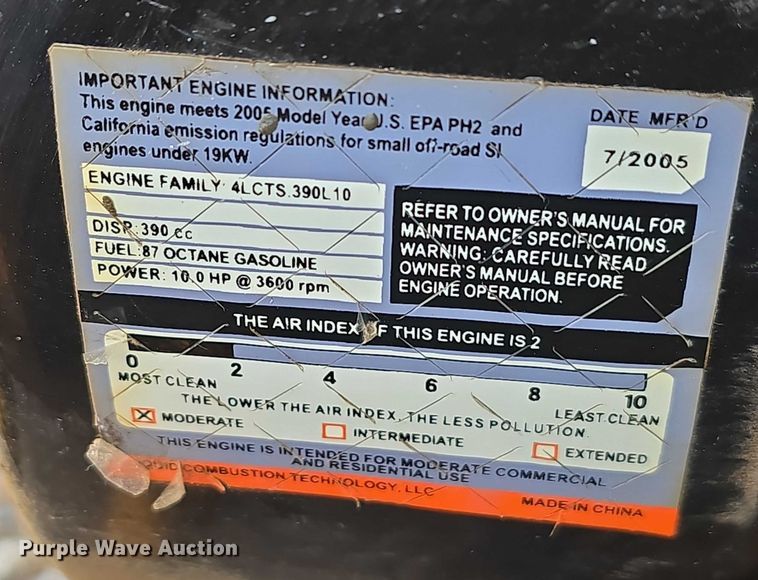 IMPORTANT ENGINE INFORMATION:
This engine meets 2005 Model Year U.S. EPA PH2 and
California emission regulations for small off-road SI
engines under 19KW.
DATE MFR'D
7/2005
ENGINE FAMILY: 4LCTS.390L10
DISP: 390 cc
FUEL: 87 OCTANE GASOLINE
POWER: 10.0 HP @ 3600 rpm
REFER TO OWNER'S MANUAL FOR
MAINTENANCE SPECIFICATIONS.
WARNING: CAREFULLY READ
OWNER'S MANUAL BEFORE
ENGINE OPERATION.
THE AIR INDEX OF THIS ENGINE IS 2
0 2 4 6 8 10
MOST CLEAN LEAST CLEAN
THE LOWER THE AIR INDEX, THE LESS POLLUTION.
MODERATE INTERMEDIATE EXTENDED
THIS ENGINE IS INTENDED FOR MODERATE COMMERCIAL
AND RESIDENTIAL USE
COMBUSTION TECHNOLOGY, LLC
MADE IN CHINA
Purple Wave Auction